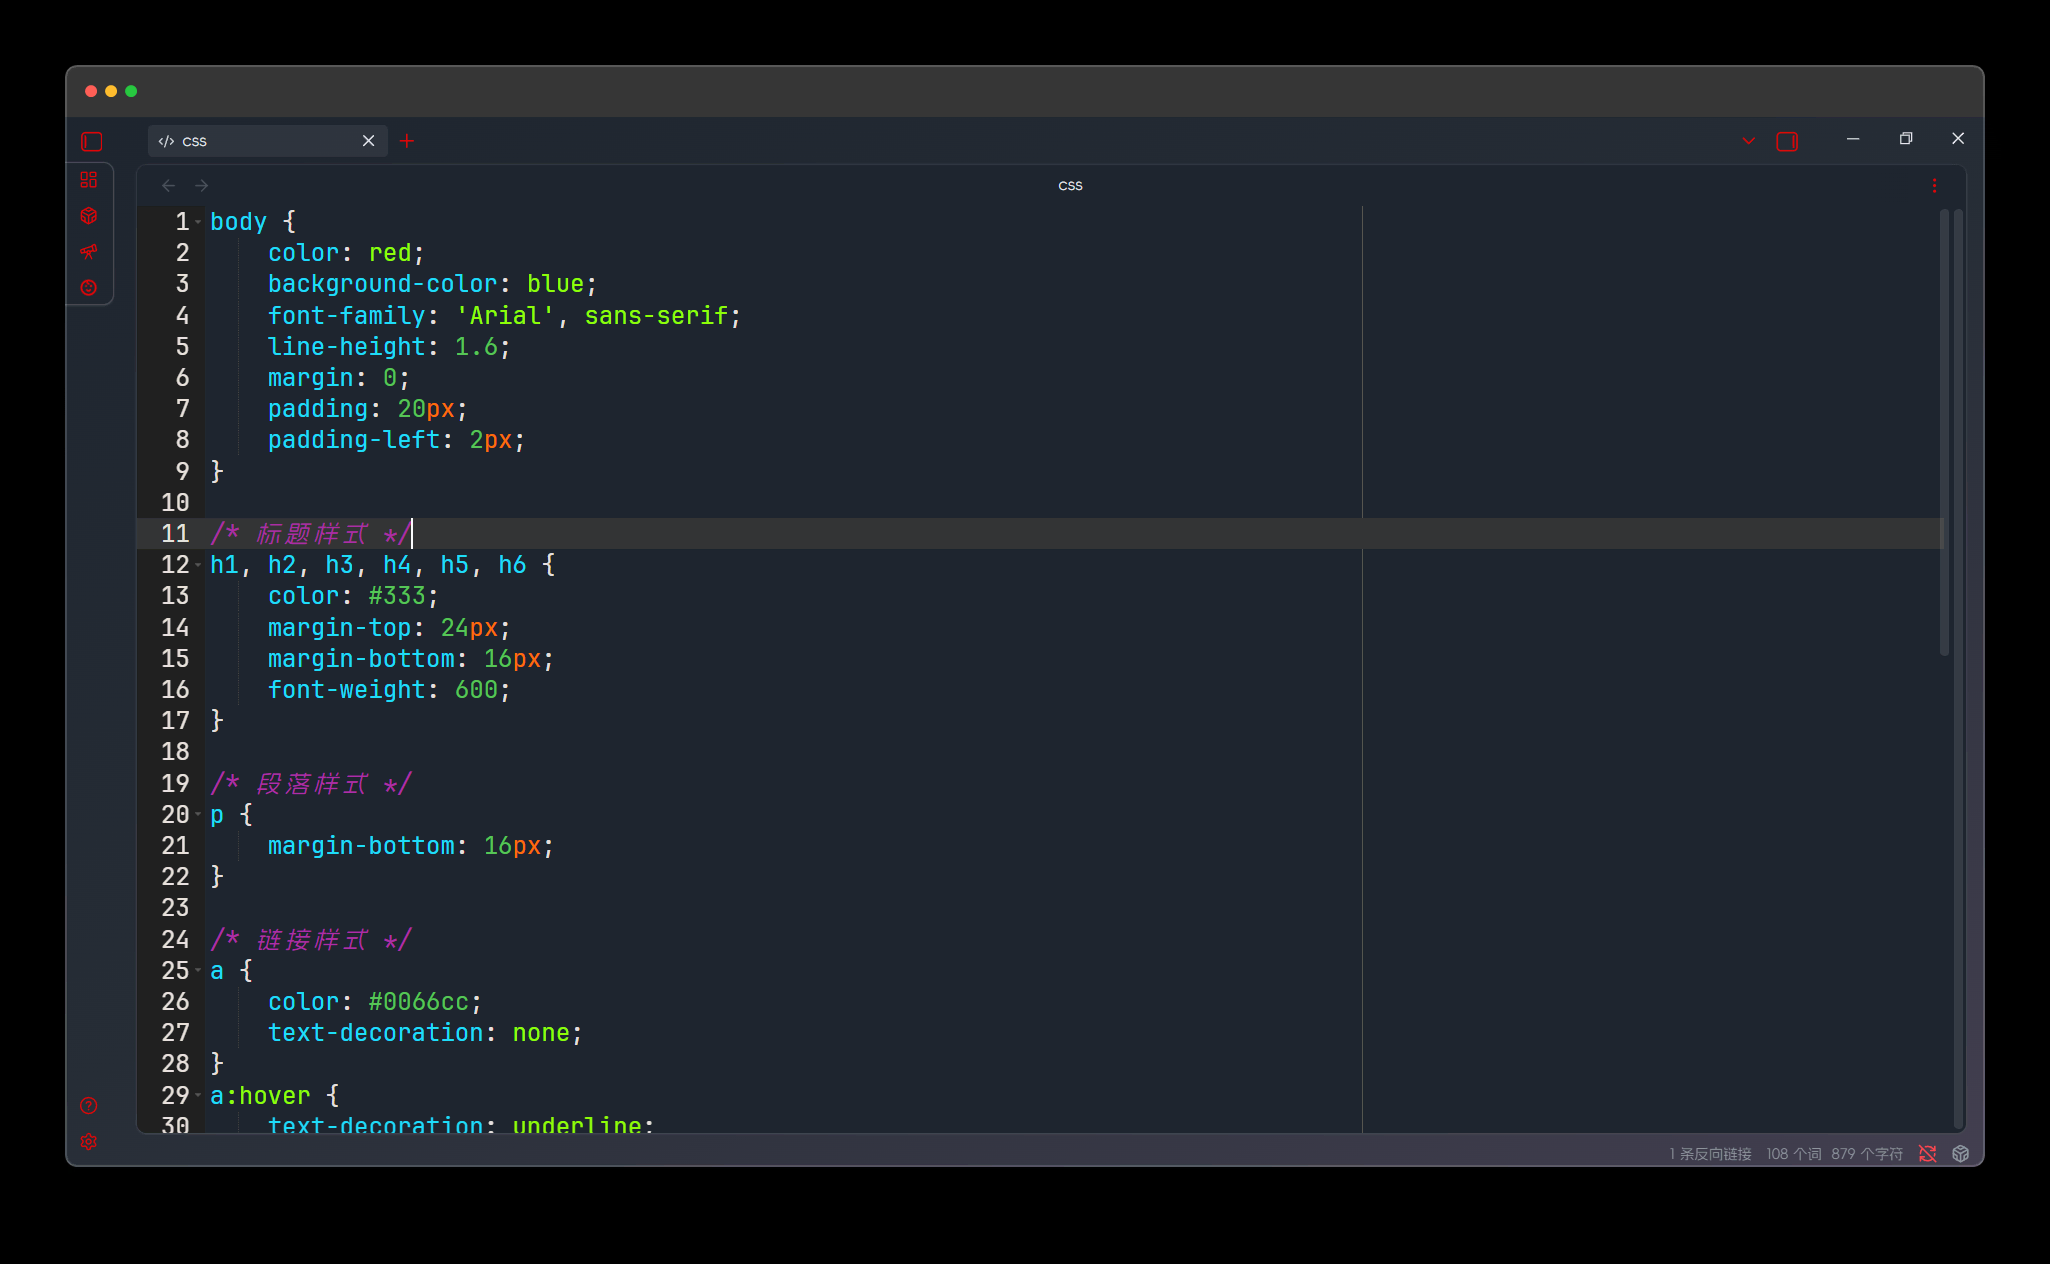 css
css
1 body {
2     color: red;
3     background-color: blue;
4     font-family: 'Arial', sans-serif;
5     line-height: 1.6;
6     margin: 0;
7     padding: 20px;
8     padding-left: 2px;
9 }
10
11 /* 标题样式 */
12 h1, h2, h3, h4, h5, h6 {
13     color: #333;
14     margin-top: 24px;
15     margin-bottom: 16px;
16     font-weight: 600;
17 }
18
19 /* 段落样式 */
20 p {
21     margin-bottom: 16px;
22 }
23
24 /* 链接样式 */
25 a {
26     color: #0066cc;
27     text-decoration: none;
28 }
29 a:hover {
30     text-decoration: underline;
1 条反向链接 108 个词 879 个字符